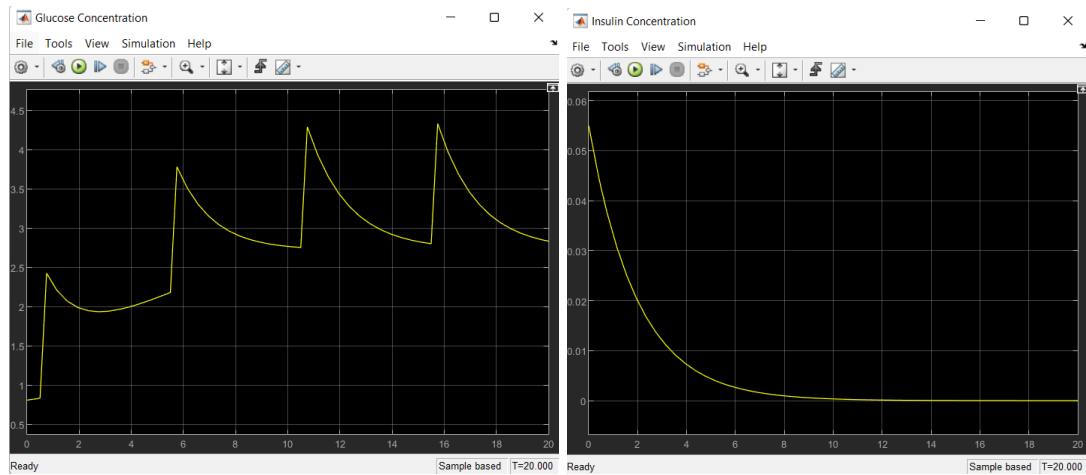 Glucose Concentration
File Tools View Simulation Help
4.5
4
3.5
3
2.5
2
1.5
1
0.5
0 2 4 6 8 10 12 14 16 18 20
Ready Sample based T=20.000
Insulin Concentration
File Tools View Simulation Help
0.06
0.05
0.04
0.03
0.02
0.01
0
0 2 4 6 8 10 12 14 16 18 20
Ready Sample based T=20.000